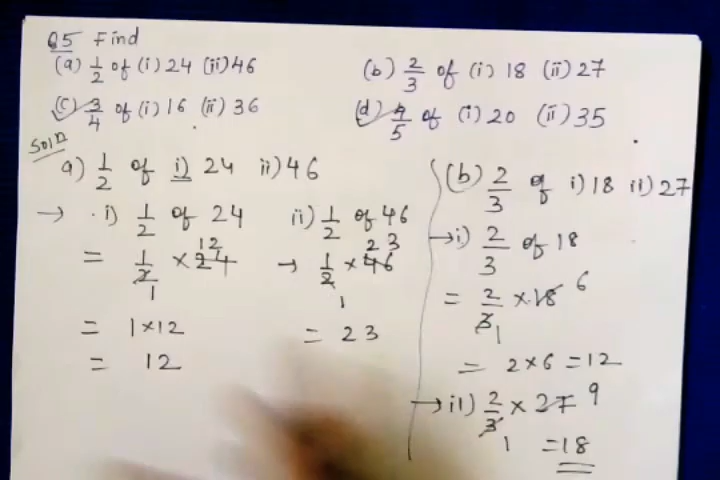 Q5 Find
(a) 1/2 of (i) 24 (ii) 46
(b) 2/3 of (i) 18 (ii) 27
(c) 3/4 of (i) 16 (ii) 36
(d) 4/5 of (i) 20 (ii) 35
Soln
a) 1/2 of i) 24 ii) 46
→ i) 1/2 of 24
= 1/2 × 24 12
1
= 1×12
= 12
ii) 1/2 of 46
→ 1/2 × 46 23
1
= 23
(b) 2/3 of i) 18 ii) 27
→ i) 2/3 of 18
= 2/3 × 18 6
1
= 2×6 = 12
→ ii) 2/3 × 27 9
1
= 18